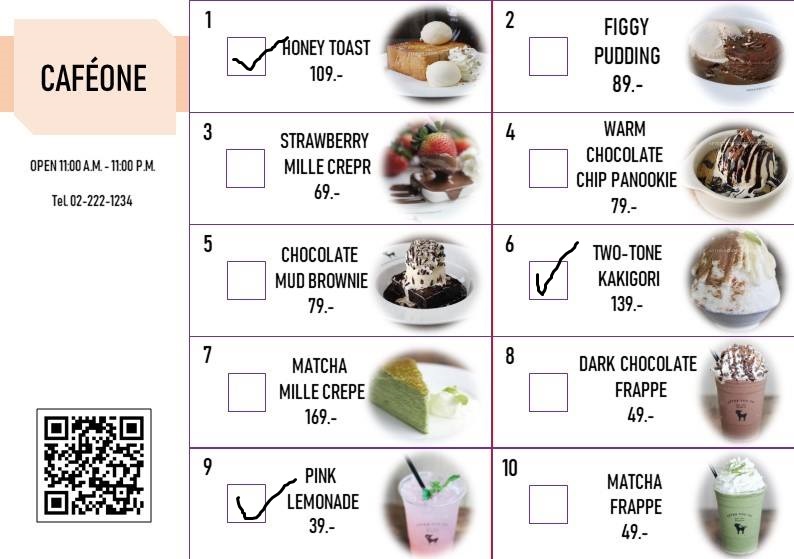 CAFÉONE
OPEN 11:00 A.M. - 11:00 P.M.
Tel. 02-222-1234
1
HONEY TOAST
109.-
2
FIGGY
PUDDING
89.-
3
STRAWBERRY
MILLE CREPR
69.-
4
WARM
CHOCOLATE
CHIP PANOOKIE
79.-
5
CHOCOLATE
MUD BROWNIE
79.-
6
TWO-TONE
KAKIGORI
139.-
7
MATCHA
MILLE CREPE
169.-
8
DARK CHOCOLATE
FRAPPE
49.-
9
PINK
LEMONADE
39.-
10
MATCHA
FRAPPE
49.-